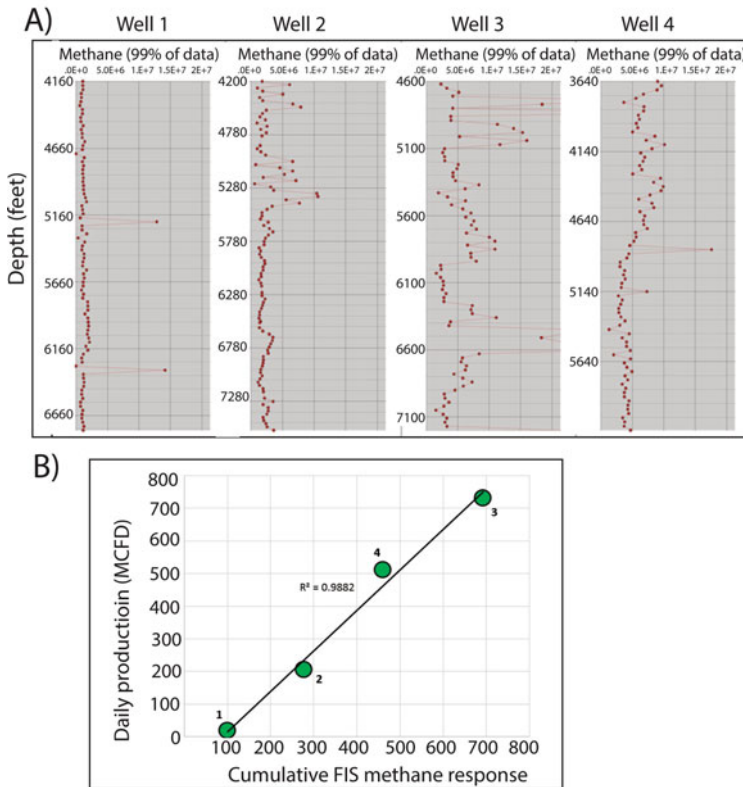 A)
Well 1 Well 2 Well 3 Well 4
Methane (99% of data) Methane (99% of data) Methane (99% of data) Methane (99% of data)
.0E+0 5.0E+6 1.0E+7 1.5E+7 2E+7 .0E+0 5.0E+6 1.0E+7 1.5E+7 2E+7 .0E+0 5.0E+6 1.0E+7 1.5E+7 2E+7 .0E+0 5.0E+6 1.0E+7 1.5E+7 2E+7
Depth (feet)
4160 4200 4600 3640
4660 4780 5100 4140
5160 5280 5600 4640
5660 5780 6100 5140
6160 6280 6600 5640
6660 6780 7100
7280
B)
Daily productioin (MCFD)
800
700
600
500
400
300
200
100
0
1
2
3
4
R² = 0.9882
100 200 300 400 500 600 700 800
Cumulative FIS methane response